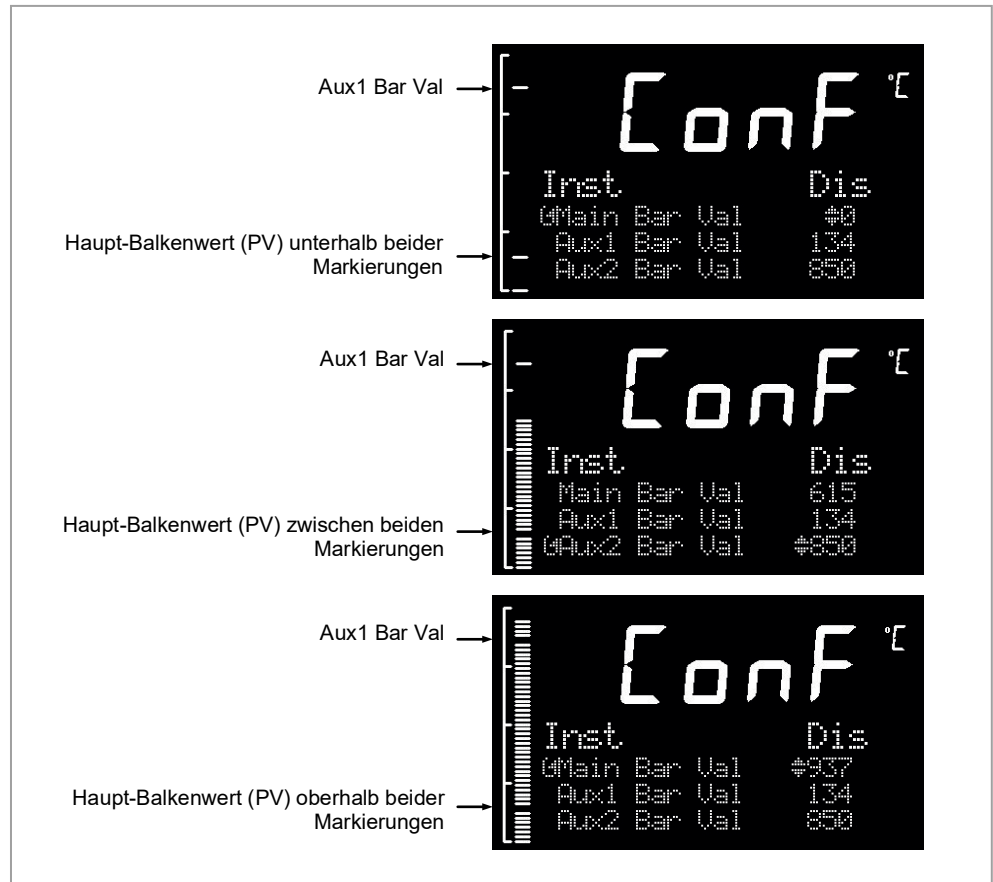 Aux1 Bar Val
ConF °C
Inst Dis
Main Bar Val 0
Aux1 Bar Val 134
Aux2 Bar Val 850
Haupt-Balkenwert (PV) unterhalb beider
Markierungen
Aux1 Bar Val
ConF °C
Inst Dis
Main Bar Val 615
Aux1 Bar Val 134
Aux2 Bar Val 850
Haupt-Balkenwert (PV) zwischen beiden
Markierungen
Aux1 Bar Val
ConF °C
Inst Dis
Main Bar Val 937
Aux1 Bar Val 134
Aux2 Bar Val 850
Haupt-Balkenwert (PV) oberhalb beider
Markierungen